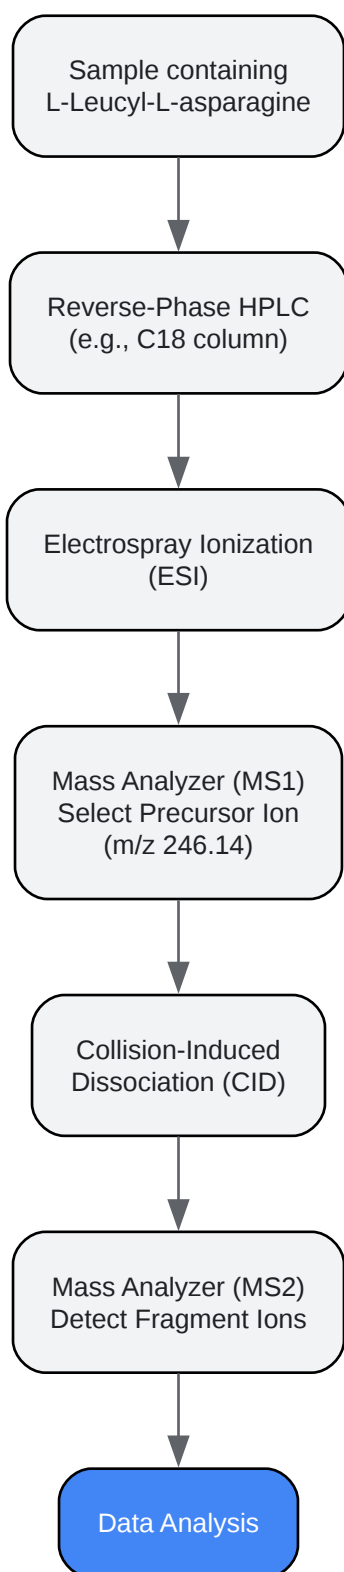 Sample containing
L-Leucyl-L-asparagine
Reverse-Phase HPLC
(e.g., C18 column)
Electrospray Ionization
(ESI)
Mass Analyzer (MS1)
Select Precursor Ion
(m/z 246.14)
Collision-Induced
Dissociation (CID)
Mass Analyzer (MS2)
Detect Fragment Ions
Data Analysis